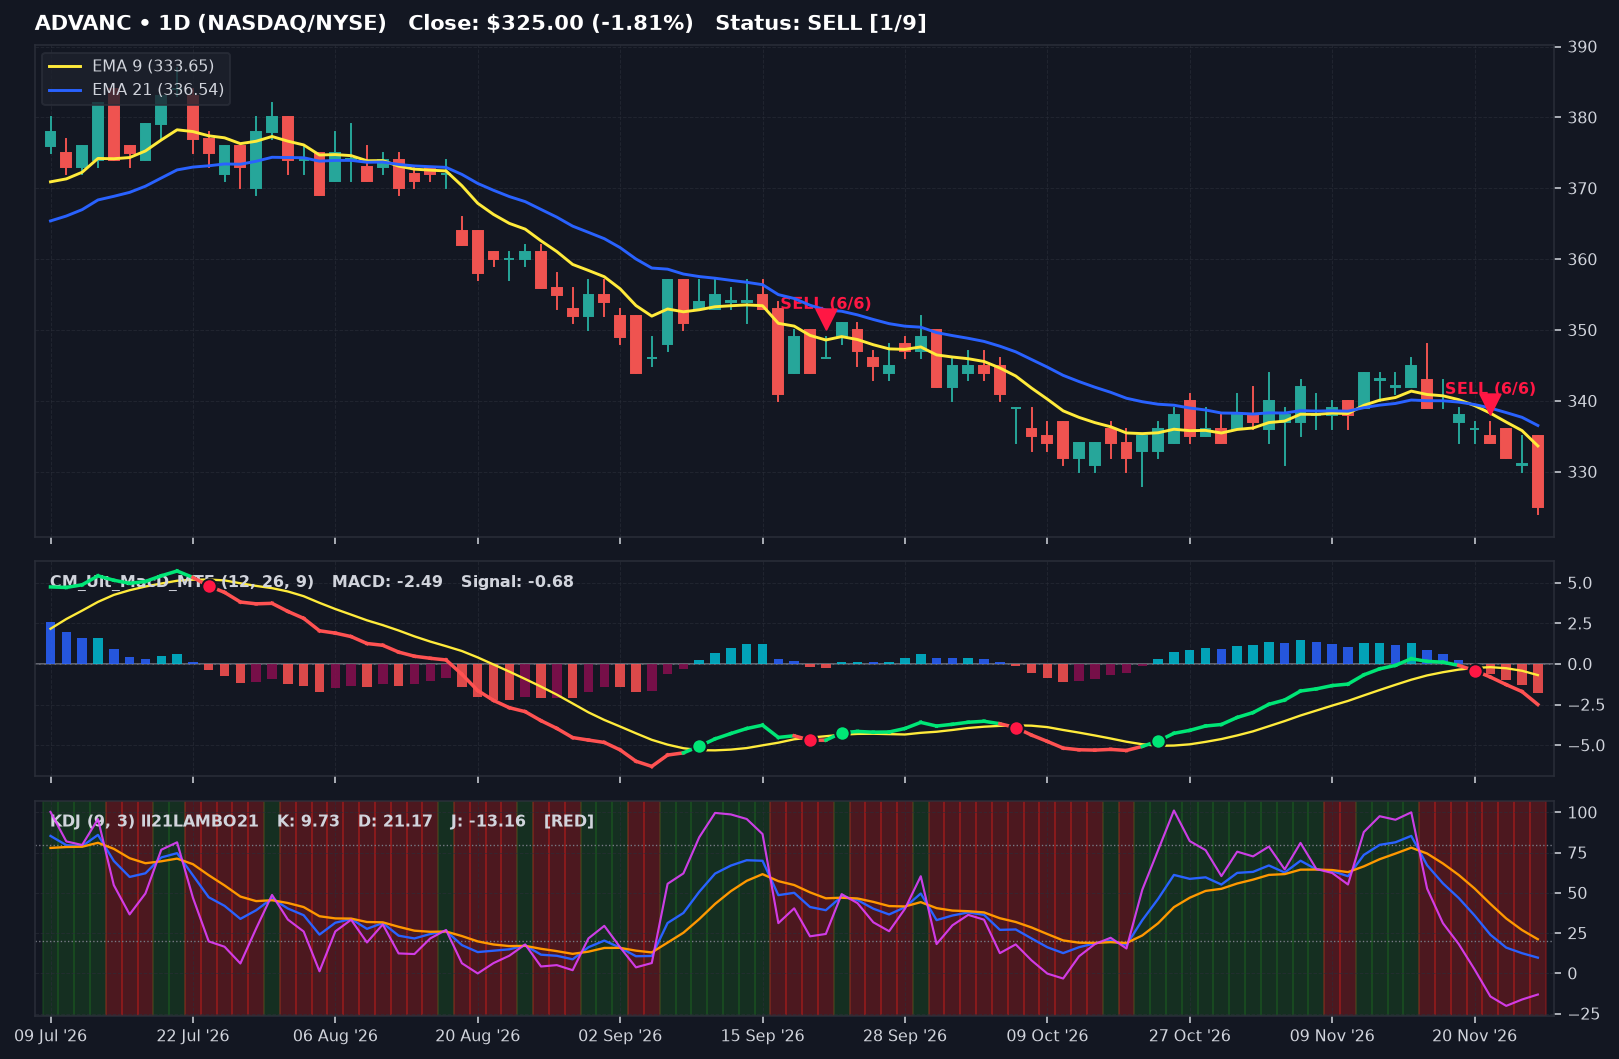 ADVANC • 1D (NASDAQ/NYSE)   Close: $325.00 (-1.81%)   Status: SELL [1/9]
EMA 9 (333.65)
EMA 21 (336.54)
390
380
370
360
350
340
330
SELL (6/6)
SELL (6/6)
CM_Ult_MacD_MTF (12, 26, 9)   MACD: -2.49   Signal: -0.68
5.0
2.5
0.0
−2.5
−5.0
KDJ (9, 3) II21LAMBO21   K: 9.73   D: 21.17   J: -13.16   [RED]
100
75
50
25
0
−25
09 Jul '26
22 Jul '26
06 Aug '26
20 Aug '26
02 Sep '26
15 Sep '26
28 Sep '26
09 Oct '26
27 Oct '26
09 Nov '26
20 Nov '26